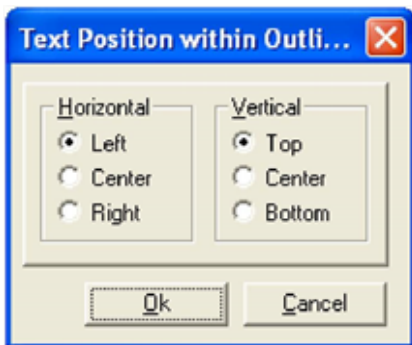 Text Position within Outli...
Horizontal
Left
Center
Right
Vertical
Top
Center
Bottom
Ok
Cancel